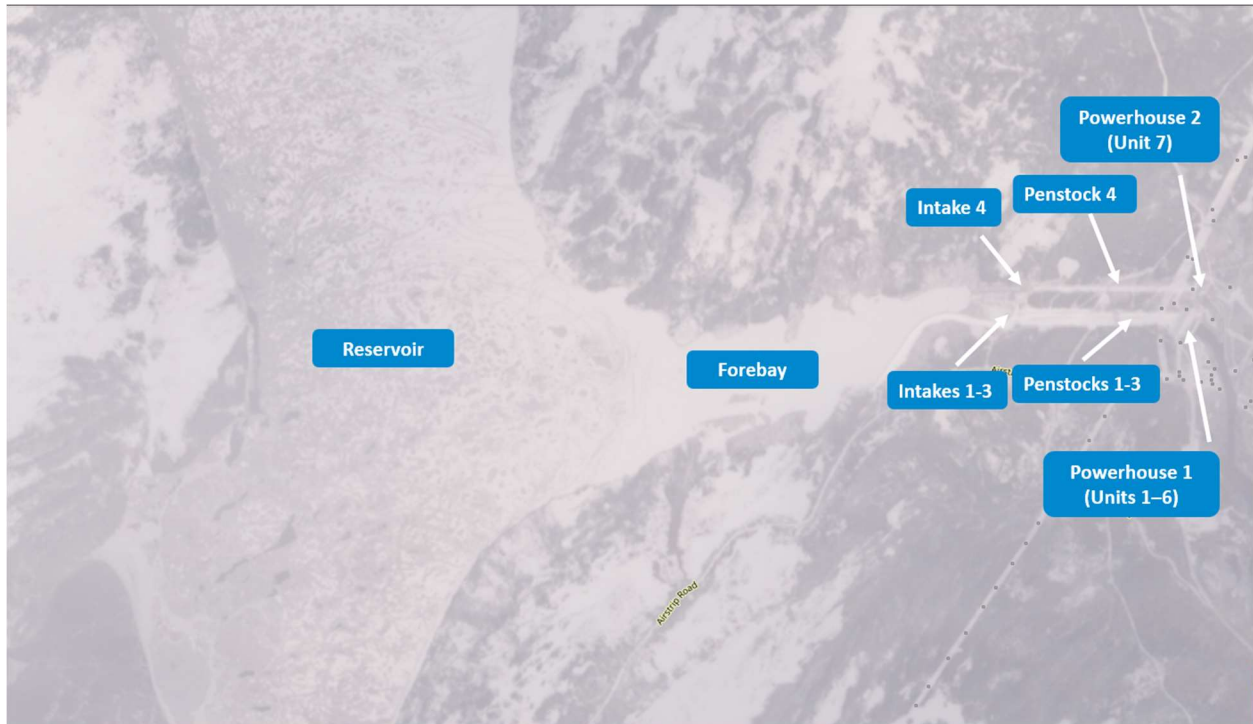 Powerhouse 2
(Unit 7)
Intake 4
Penstock 4
Reservoir
Forebay
Intakes 1-3
Penstocks 1-3
Powerhouse 1
(Units 1–6)
Airstrip Road